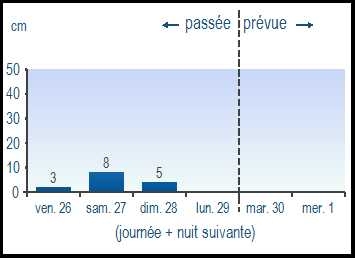 passée prévue
cm
50
40
30
20
10
0
3
8
5
ven. 26 sam. 27 dim. 28 lun. 29 mar. 30 mer. 1
(journée + nuit suivante)